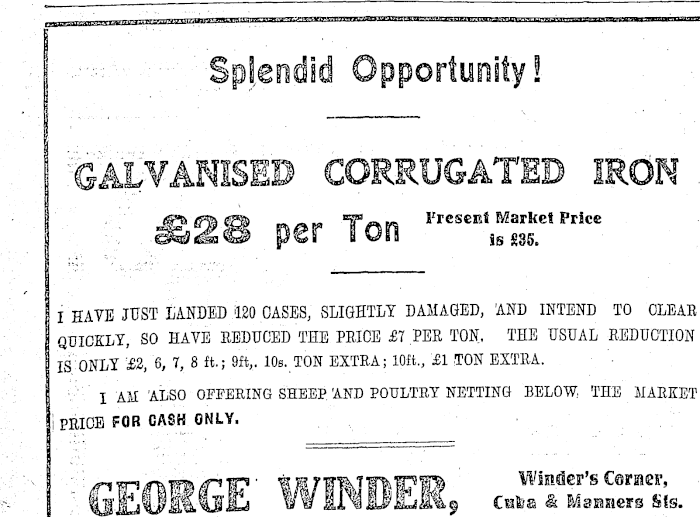 Splendid Opportunity!
GALVANISED CORRUGATED IRON
£28 per Ton Present Market Price
is £35.
I HAVE JUST LANDED 120 CASES, SLIGHTLY DAMAGED, AND INTEND TO CLEAR
QUICKLY, SO HAVE REDUCED THE PRICE £7 PER TON. THE USUAL REDUCTION
IS ONLY £2, 6, 7, 8 ft.; 9ft,. 10s. TON EXTRA; 10ft., £1 TON EXTRA.
I AM ALSO OFFERING SHEEP AND POULTRY NETTING BELOW THE MARKET
PRICE FOR CASH ONLY.
GEORGE WINDER, Winder's Corner,
Cuba & Manners Sts.